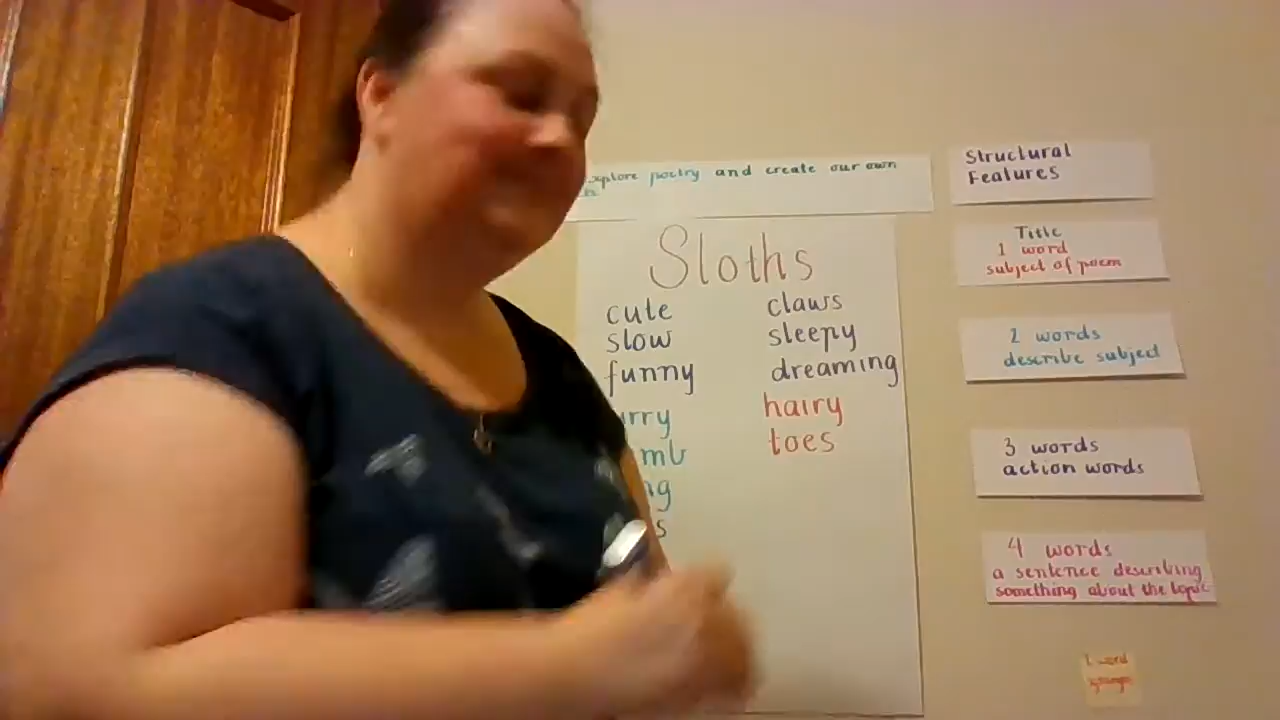 explore poetry and create our own
Sloths
cute
slow
funny
claws
sleepy
dreaming
hairy
toes
Structural
Features
Title
1 word
subject of poem
2 words
describe subject
3 words
action words
4 words
a sentence describing
something about the topic
1 word